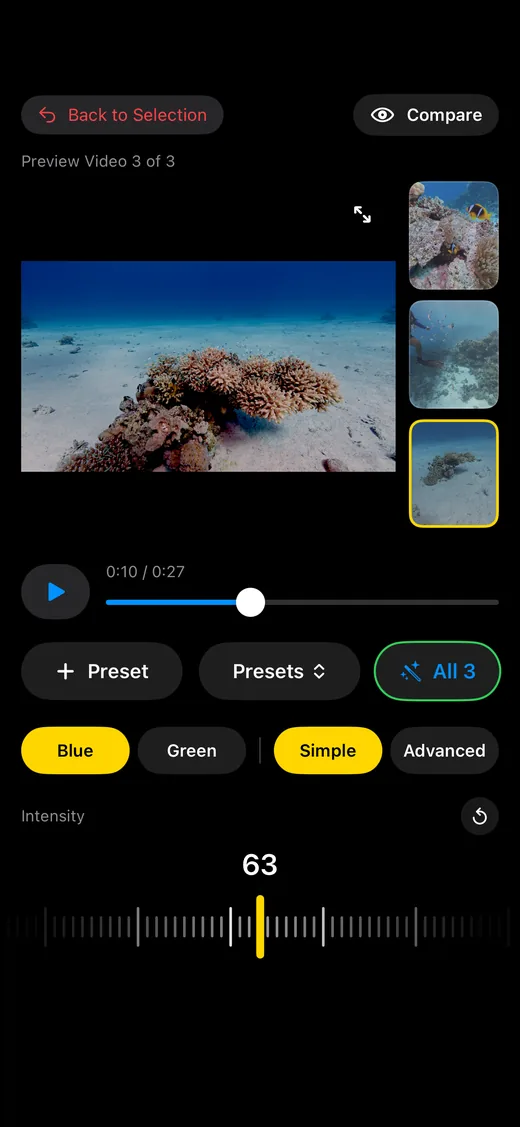 Back to Selection
Compare
Preview Video 3 of 3
0:10 / 0:27
+ Preset
Presets
All 3
Blue
Green
Simple
Advanced
Intensity
63